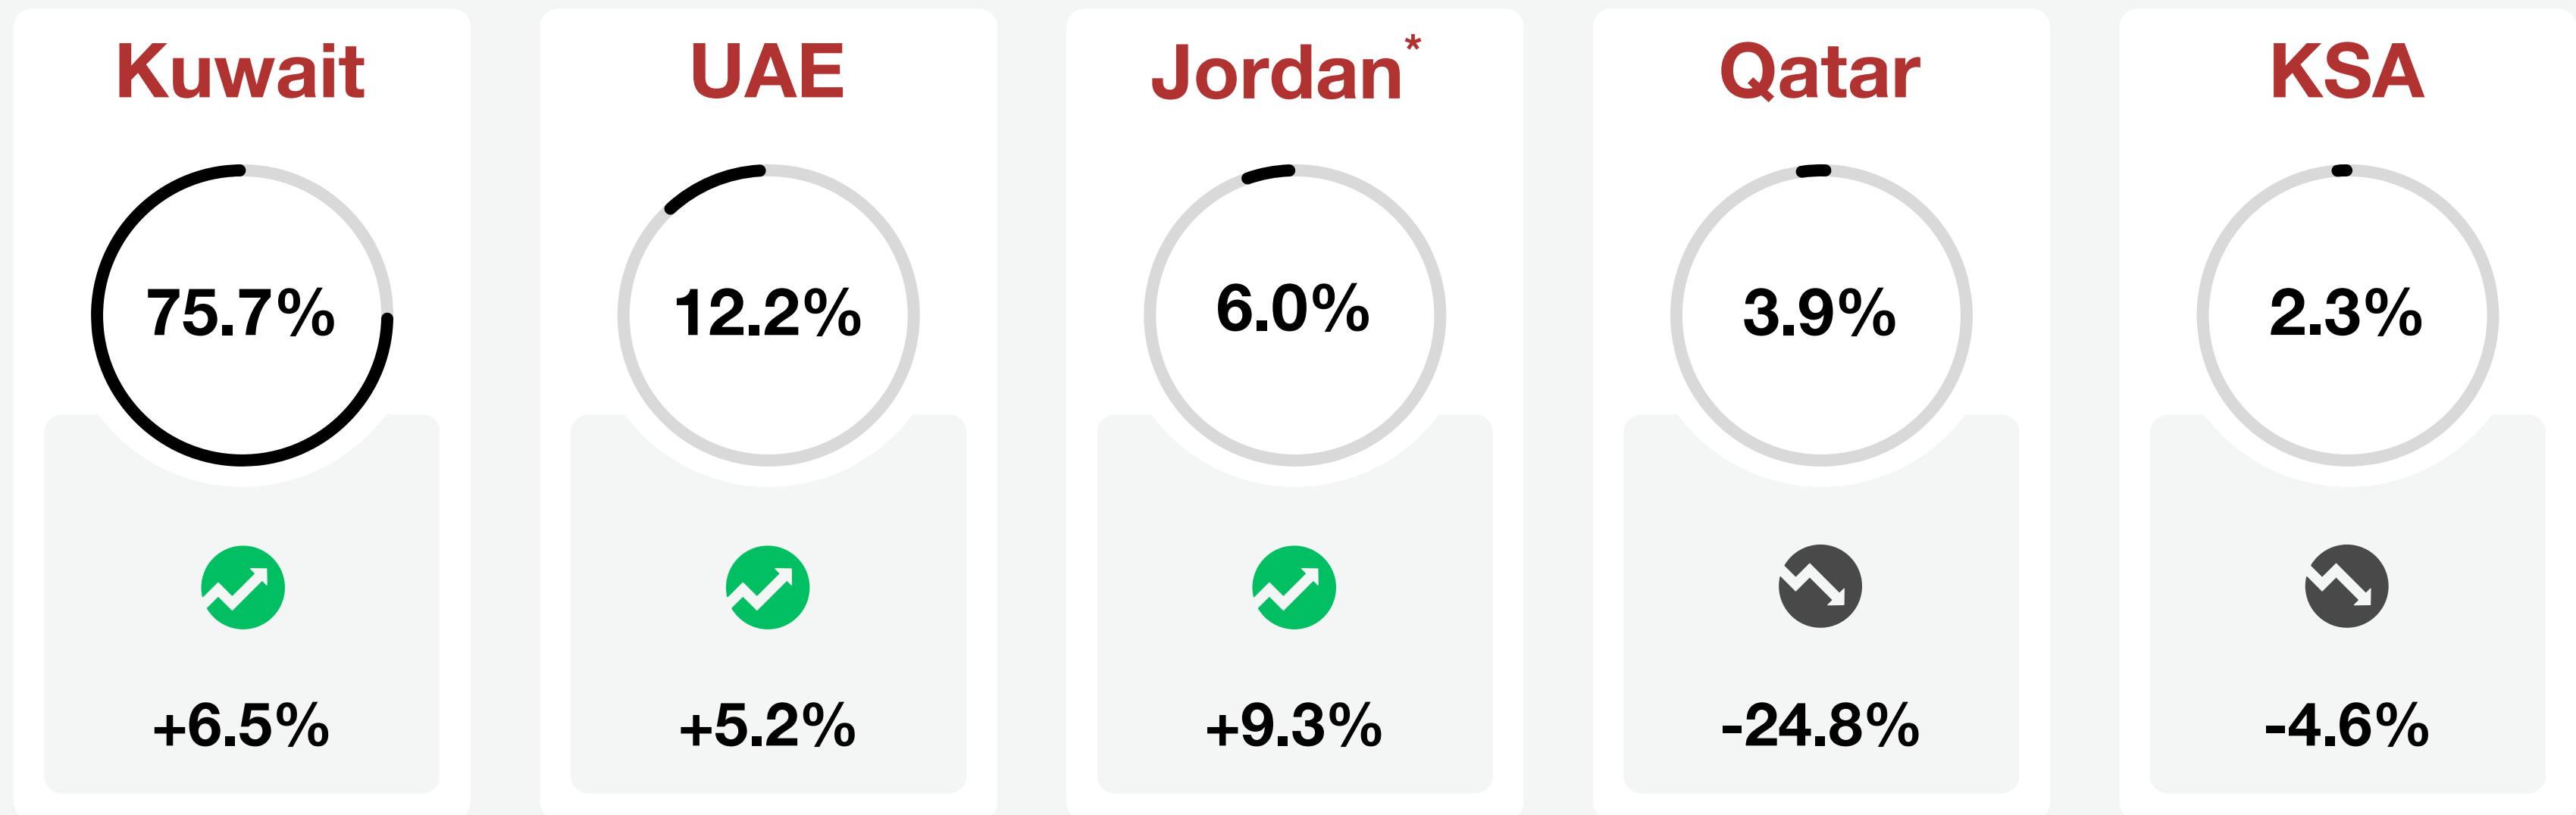 Kuwait
75.7%
+6.5%
UAE
12.2%
+5.2%
Jordan*
6.0%
+9.3%
Qatar
3.9%
-24.8%
KSA
2.3%
-4.6%